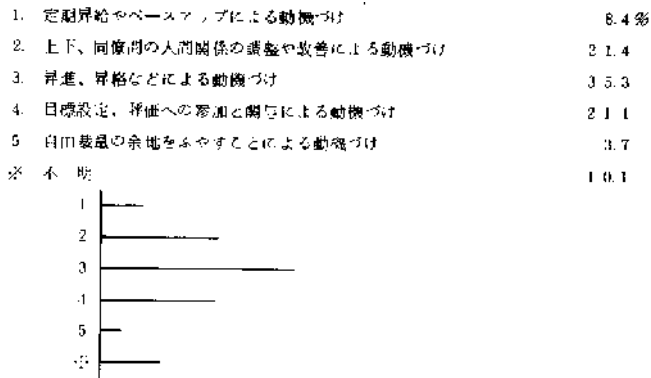 1. 定期昇給やベースアップによる動機づけ 8.4%
2. 上下、同僚間の人間関係の調整や改善による動機づけ 21.4
3. 昇進、昇格などによる動機づけ 35.3
4. 目標設定、評価への参加と関与による動機づけ 21.1
5 自由裁量の余地をふやすことによる動機づけ 3.7
※ 不明 10.1
1
2
3
4
5
※